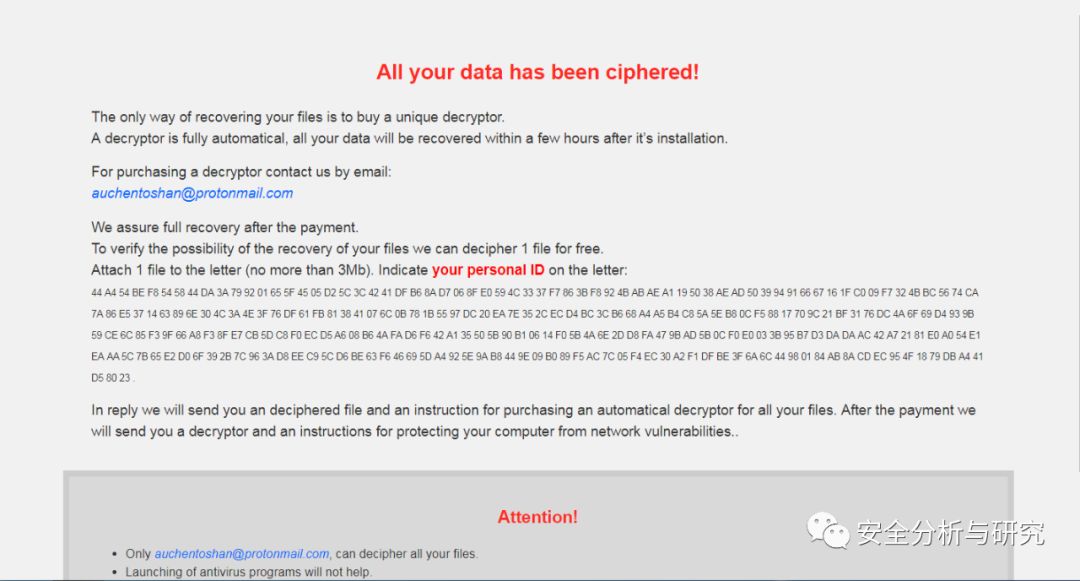 All your data has been ciphered!
The only way of recovering your files is to buy a unique decryptor.
A decryptor is fully automatical, all your data will be recovered within a few hours after it's installation.
For purchasing a decryptor contact us by email:
auchentoshan@protonmail.com
We assure full recovery after the payment.
To verify the possibility of the recovery of your files we can decipher 1 file for free.
Attach 1 file to the letter (no more than 3Mb). Indicate your personal ID on the letter:
44 A4 54 BE F8 54 58 44 DA 3A 79 92 01 65 5F 45 05 D2 5C 3C 42 41 DF B6 8A D7 06 8F E0 59 4C 33 37 F7 86 3B F8 92 4B AB AE A1 19 50 38 AE AD 50 39 94 91 66 67 16 1F C0 09 F7 32 4B BC 56 74 CA
7A 86 E5 37 14 63 89 6E 30 4C 3A 4E 3F 76 DF 61 FB 81 38 41 07 6C 0B 78 1B 55 97 DC 20 EA 7E 35 2C EC D4 BC 3C B6 68 A4 A5 B4 C8 5A 5E B8 0C F5 88 17 70 9C 21 BF 31 76 DC 4A 6F 69 D4 93 9B
59 CE 6C 85 F3 9F 66 A8 F3 8F E7 CB 5D C8 F0 EC D5 A6 08 B6 4A FA D6 F6 42 A1 35 50 5B 90 B1 06 14 F0 5B 4A 6E 2D D8 FA 47 9B AD 5B 0C F0 E0 03 3B 95 B7 D3 DA DA AC 42 A7 21 81 E0 A0 54 E1
EA AA 5C 7B 65 E2 D0 6F 39 2B 7C 96 3A D8 EE C9 5C D6 BE 63 F6 46 69 5D A4 92 5E 9A B8 44 9E 09 B0 89 F5 AC 7C 05 F4 EC 30 A2 F1 DF BE 3F 6A 6C 44 98 01 84 AB 8A CD EC 95 4F 18 79 DB A4 41
D5 80 23 .
In reply we will send you an deciphered file and an instruction for purchasing an automatical decryptor for all your files. After the payment we
will send you a decryptor and an instructions for protecting your computer from network vulnerabilities..
Attention!
• Only auchentoshan@protonmail.com, can decipher all your files.
• Launching of antivirus programs will not help.
安全分析与研究